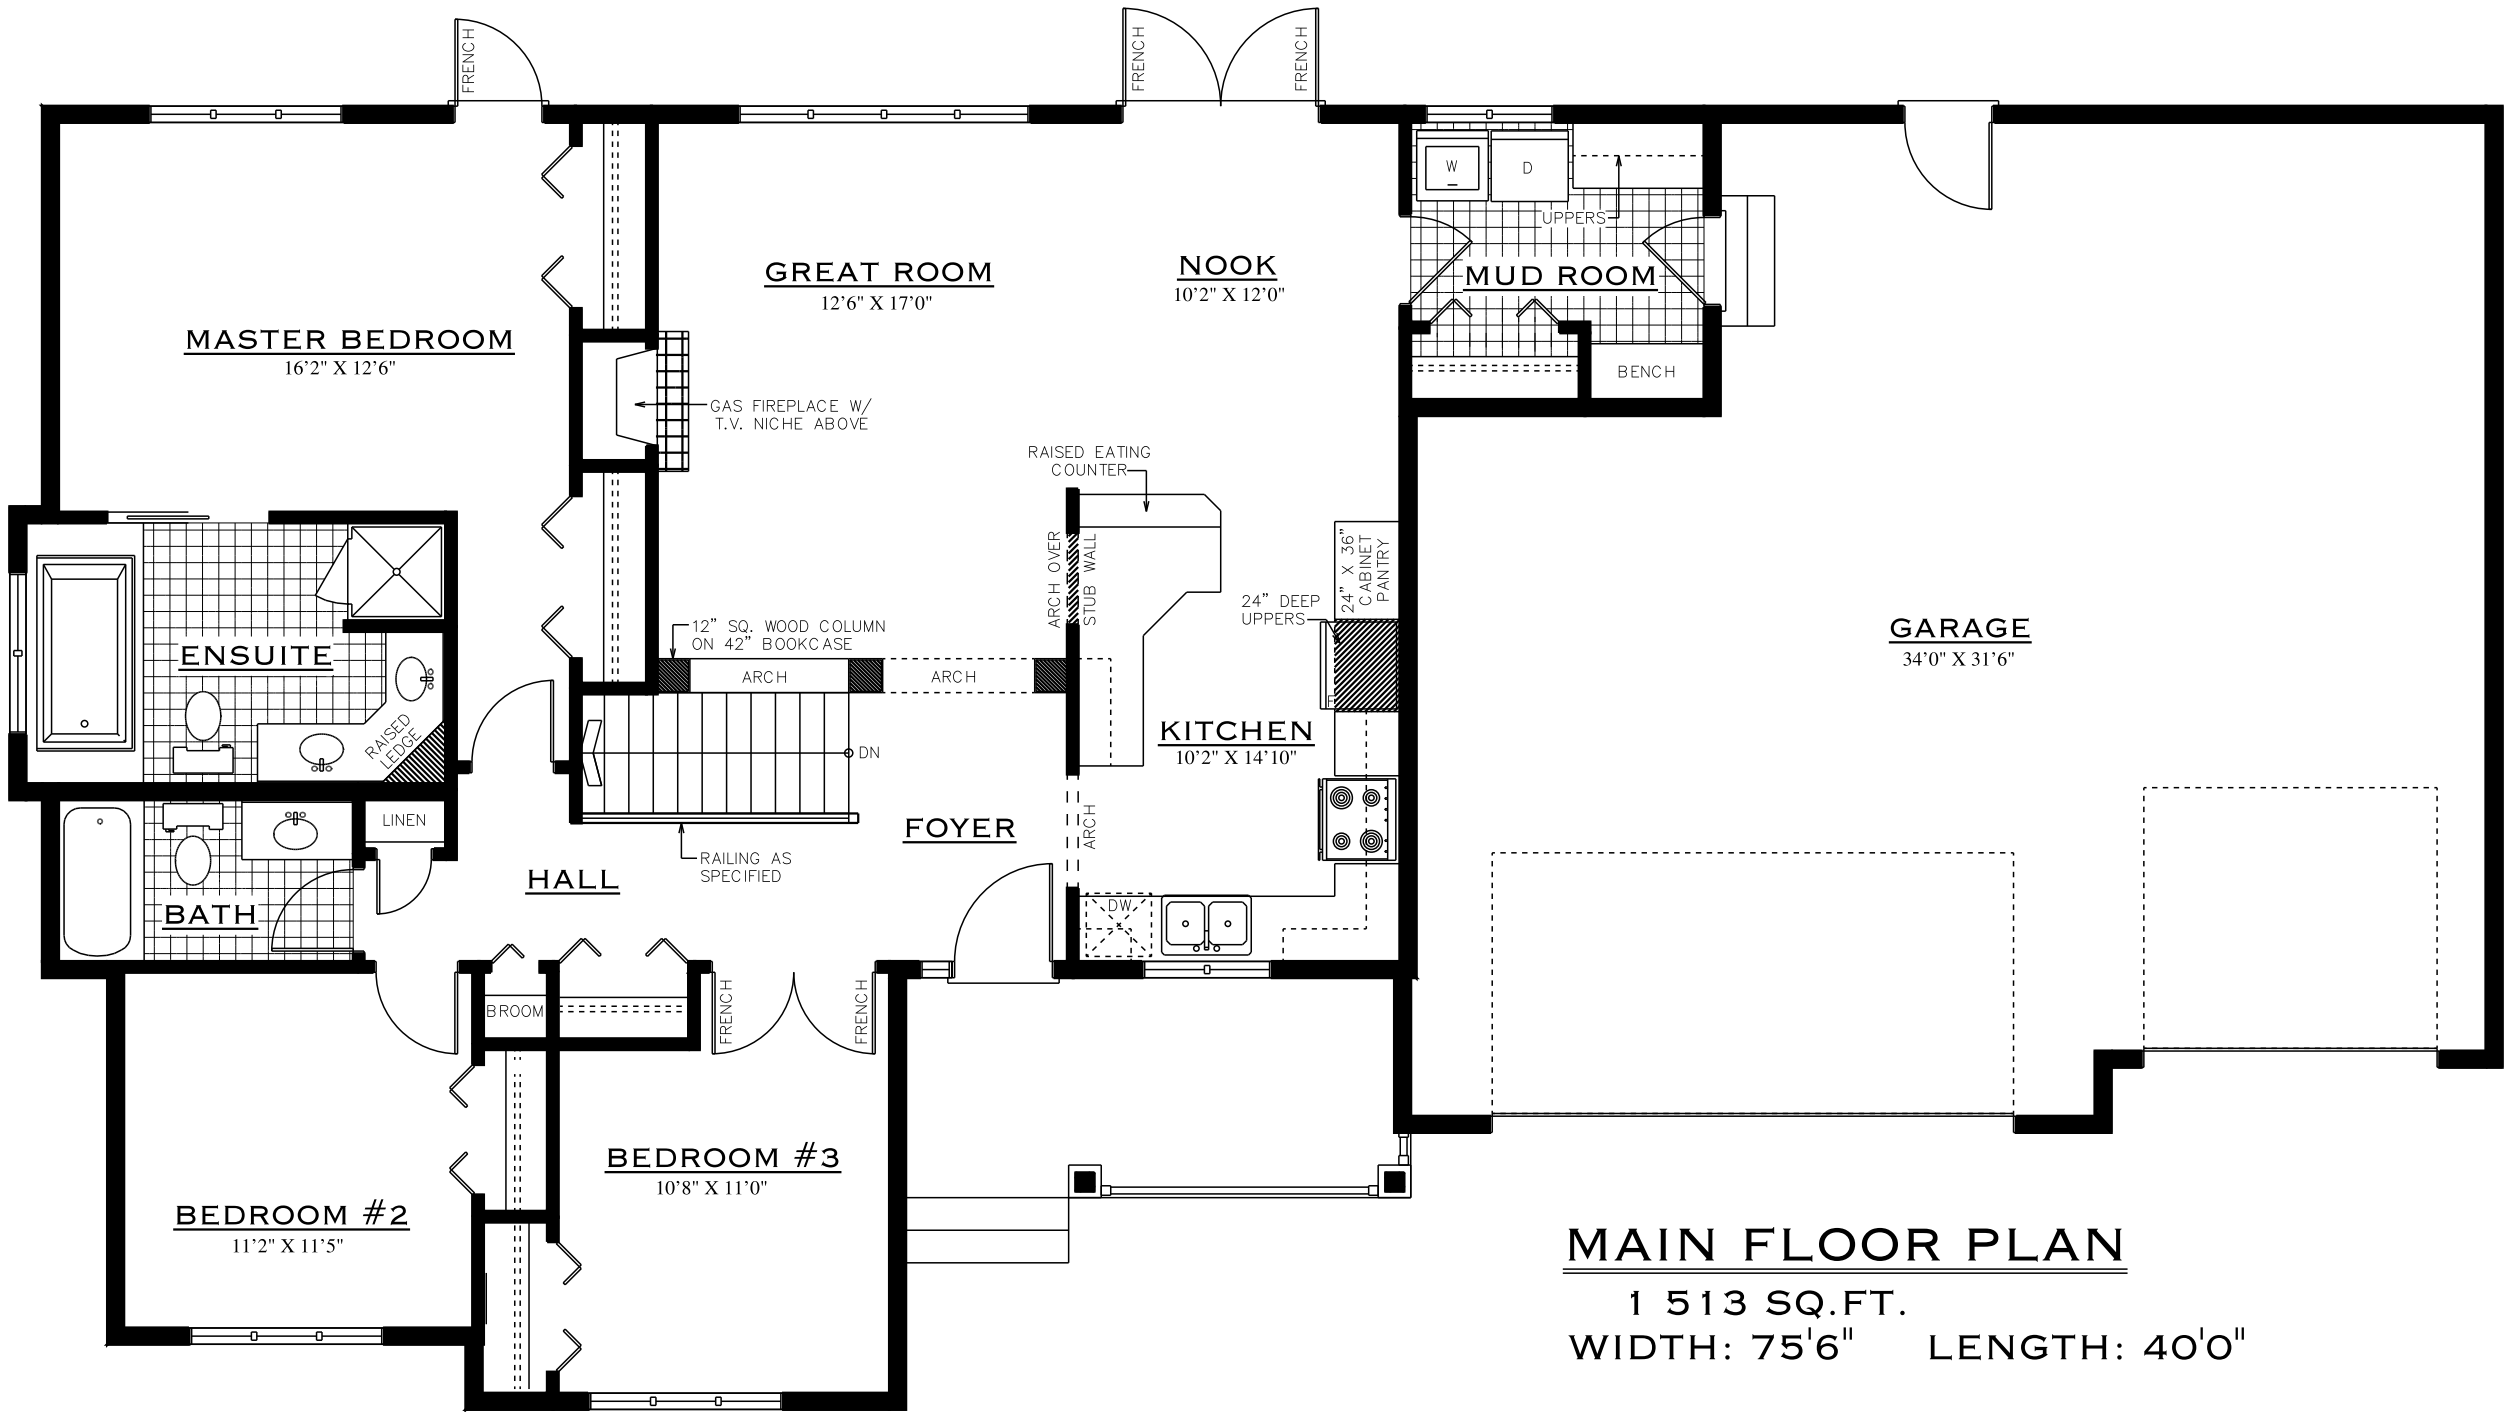 FRENCH
FRENCH
FRENCH
W
D
UPPERS
MUD ROOM
BENCH
GREAT ROOM
12'6" X 17'0"
NOOK
10'2" X 12'0"
MASTER BEDROOM
16'2" X 12'6"
GAS FIREPLACE W/
T.V. NICHE ABOVE
RAISED EATING
COUNTER
ARCH OVER
STUB WALL
24" X 36"
CABINET
PANTRY
24" DEEP
UPPERS
12" SQ. WOOD COLUMN
ON 42" BOOKCASE
ARCH
ARCH
GARAGE
34'0" X 31'6"
ENSUITE
RAISED
LEDGE
KITCHEN
10'2" X 14'10"
DN
LINEN
FOYER
ARCH
RAILING AS
SPECIFIED
HALL
BATH
DW
BROOM
FRENCH
FRENCH
BEDROOM #3
10'8" X 11'0"
BEDROOM #2
11'2" X 11'5"
MAIN FLOOR PLAN
1 513 SQ.FT.
WIDTH: 75'6" LENGTH: 40'0"